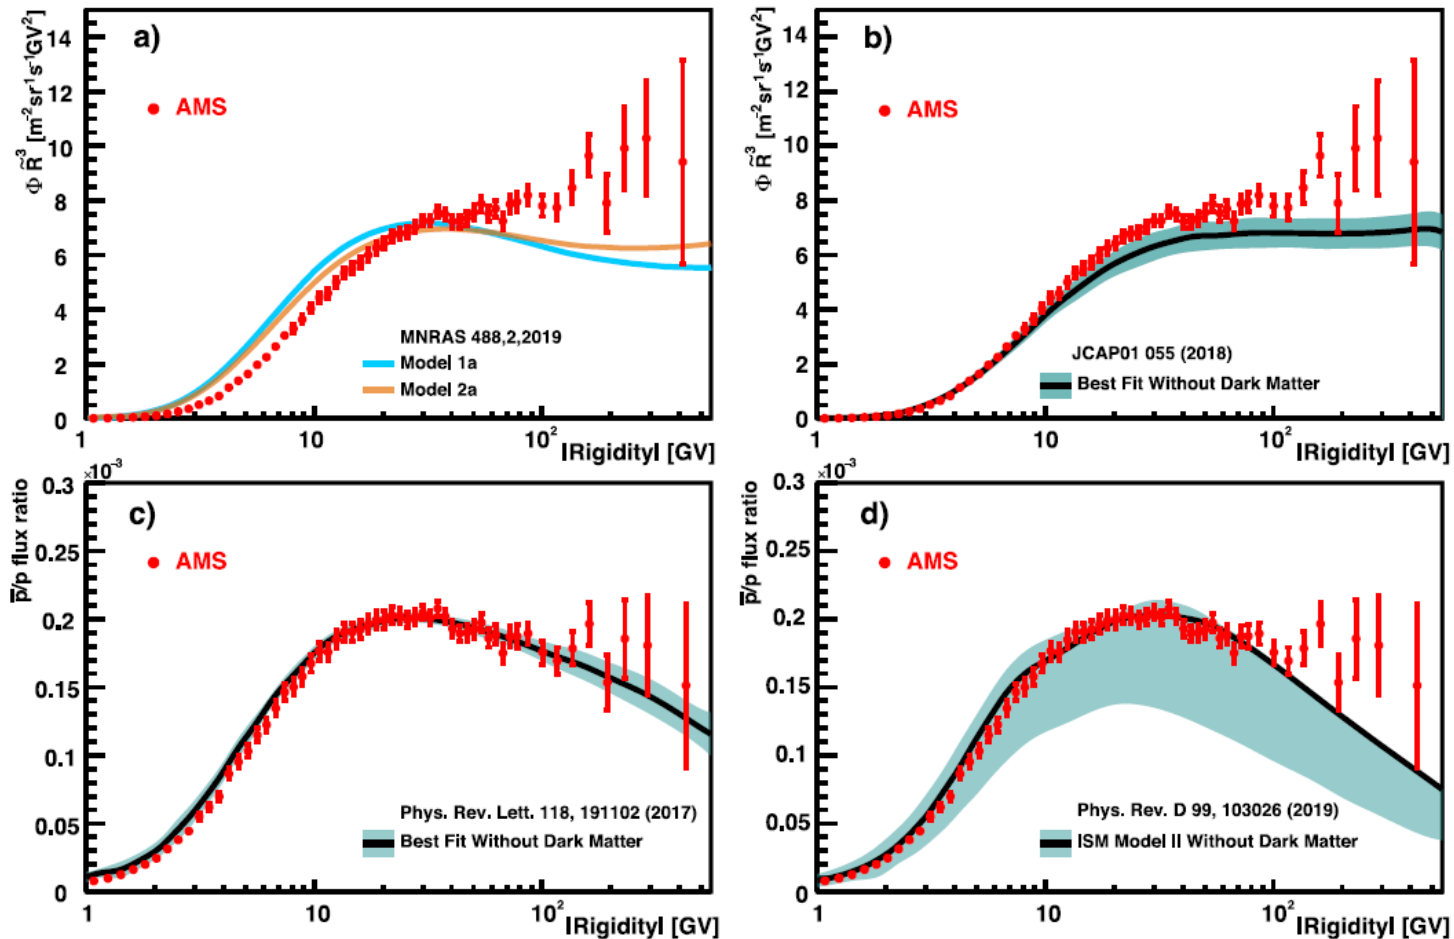 a)
Φ R̃³ [m⁻²sr⁻¹s⁻¹GV²]
14
12
10
8
6
4
2
0
AMS
MNRAS 488,2,2019
Model 1a
Model 2a
1 10 10²
|Rigidity| [GV]
b)
Φ R̃³ [m⁻²sr⁻¹s⁻¹GV²]
14
12
10
8
6
4
2
0
AMS
JCAP01 055 (2018)
Best Fit Without Dark Matter
1 10 10²
|Rigidity| [GV]
×10⁻³
c)
p̅/p flux ratio
0.3
0.25
0.2
0.15
0.1
0.05
0
AMS
Phys. Rev. Lett. 118, 191102 (2017)
Best Fit Without Dark Matter
1 10 10²
|Rigidity| [GV]
×10⁻³
d)
p̅/p flux ratio
0.3
0.25
0.2
0.15
0.1
0.05
0
AMS
Phys. Rev. D 99, 103026 (2019)
ISM Model II Without Dark Matter
1 10 10²
|Rigidity| [GV]